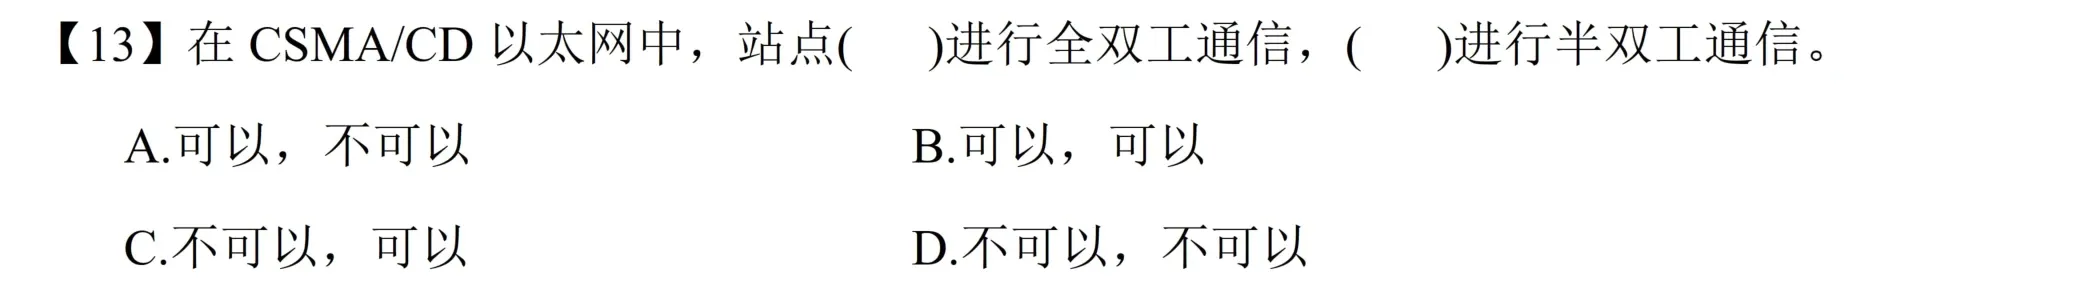 【13】在 CSMA/CD 以太网中，站点(　)进行全双工通信，(　)进行半双工通信。
A.可以，不可以　B.可以，可以
C.不可以，可以　D.不可以，不可以